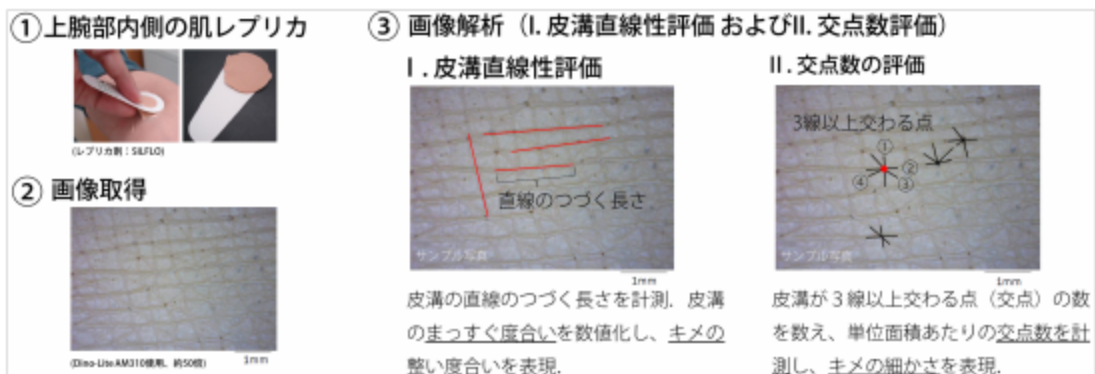 ①上腕部内側の肌レプリカ
(レプリカ剤：SILFLO)
② 画像取得
(Dino-Lite AM310使用、約50倍)
1mm
③ 画像解析（I. 皮溝直線性評価 およびII. 交点数評価）
I . 皮溝直線性評価
直線のつづく長さ
サンプル写真
1mm
皮溝の直線のつづく長さを計測. 皮溝
のまっすぐ度合いを数値化し、キメの
整い度合いを表現.
II . 交点数の評価
3線以上交わる点
①
②
③
④
サンプル写真
1mm
皮溝が３線以上交わる点（交点）の数
を数え、単位面積あたりの交点数を計
測し、キメの細かさを表現.